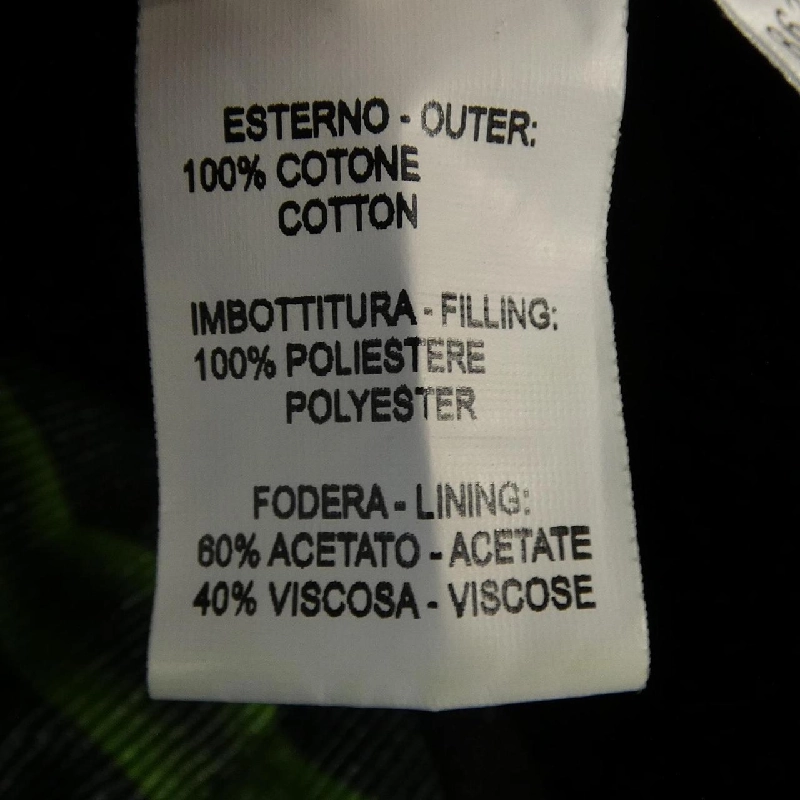 ESTERNO - OUTER:
100% COTONE
COTTON
IMBOTTITURA - FILLING:
100% POLIESTERE
POLYESTER
FODERA - LINING:
60% ACETATO - ACETATE
40% VISCOSA - VISCOSE